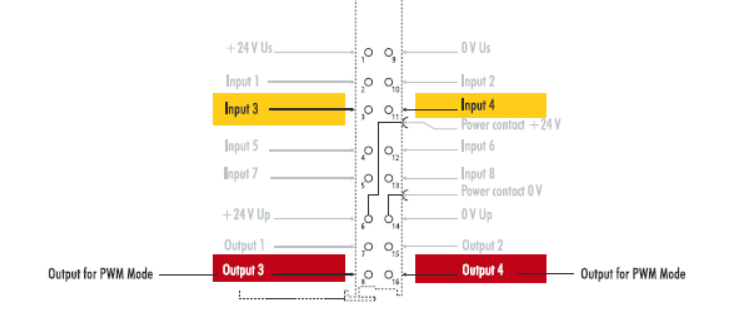 +24 V Us
0 V Us
1
9
Input 1
Input 2
2
10
Input 3
Input 4
3
11
Power contact +24 V
Input 5
Input 6
4
12
Input 7
Input 8
5
13
Power contact 0 V
+24 V Up
0 V Up
6
14
Output 1
Output 2
7
15
Output for PWM Mode
Output 3
Output 4
Output for PWM Mode
8
16